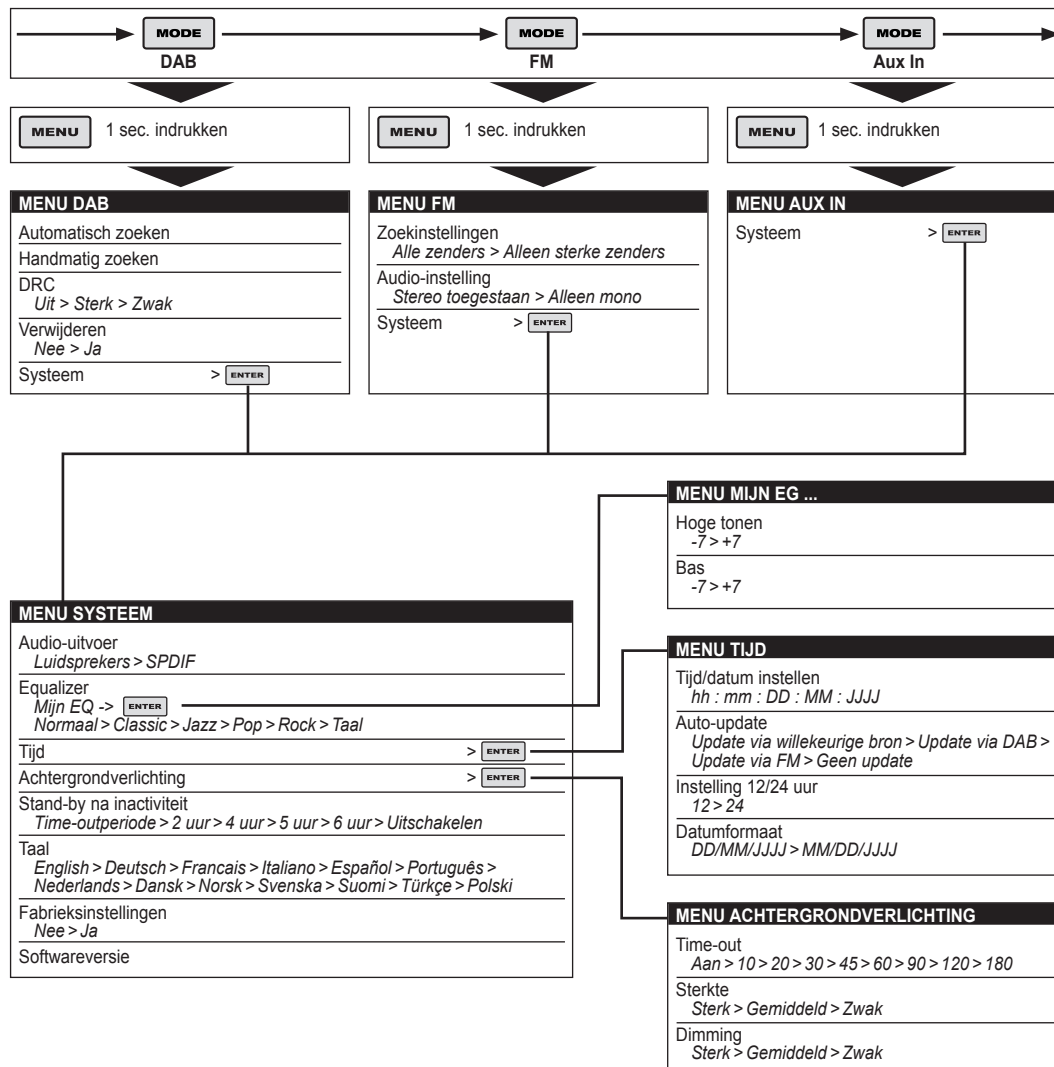 MODE
DAB
MODE
FM
MODE
Aux In
MENU 1 sec. indrukken
MENU 1 sec. indrukken
MENU 1 sec. indrukken
MENU DAB
Automatisch zoeken
Handmatig zoeken
DRC
Uit > Sterk > Zwak
Verwijderen
Nee > Ja
Systeem > ENTER
MENU FM
Zoekinstellingen
Alle zenders > Alleen sterke zenders
Audio-instelling
Stereo toegestaan > Alleen mono
Systeem > ENTER
MENU AUX IN
Systeem > ENTER
MENU SYSTEEM
Audio-uitvoer
Luidsprekers > SPDIF
Equalizer
Mijn EQ -> ENTER
Normaal > Classic > Jazz > Pop > Rock > Taal
Tijd > ENTER
Achtergrondverlichting > ENTER
Stand-by na inactiviteit
Time-outperiode > 2 uur > 4 uur > 5 uur > 6 uur > Uitschakelen
Taal
English > Deutsch > Francais > Italiano > Español > Português >
Nederlands > Dansk > Norsk > Svenska > Suomi > Türkçe > Polski
Fabrieksinstellingen
Nee > Ja
Softwareversie
MENU MIJN EG ...
Hoge tonen
-7 > +7
Bas
-7 > +7
MENU TIJD
Tijd/datum instellen
hh : mm : DD : MM : JJJJ
Auto-update
Update via willekeurige bron > Update via DAB >
Update via FM > Geen update
Instelling 12/24 uur
12 > 24
Datumformaat
DD/MM/JJJJ > MM/DD/JJJJ
MENU ACHTERGRONDVERLICHTING
Time-out
Aan > 10 > 20 > 30 > 45 > 60 > 90 > 120 > 180
Sterkte
Sterk > Gemiddeld > Zwak
Dimming
Sterk > Gemiddeld > Zwak